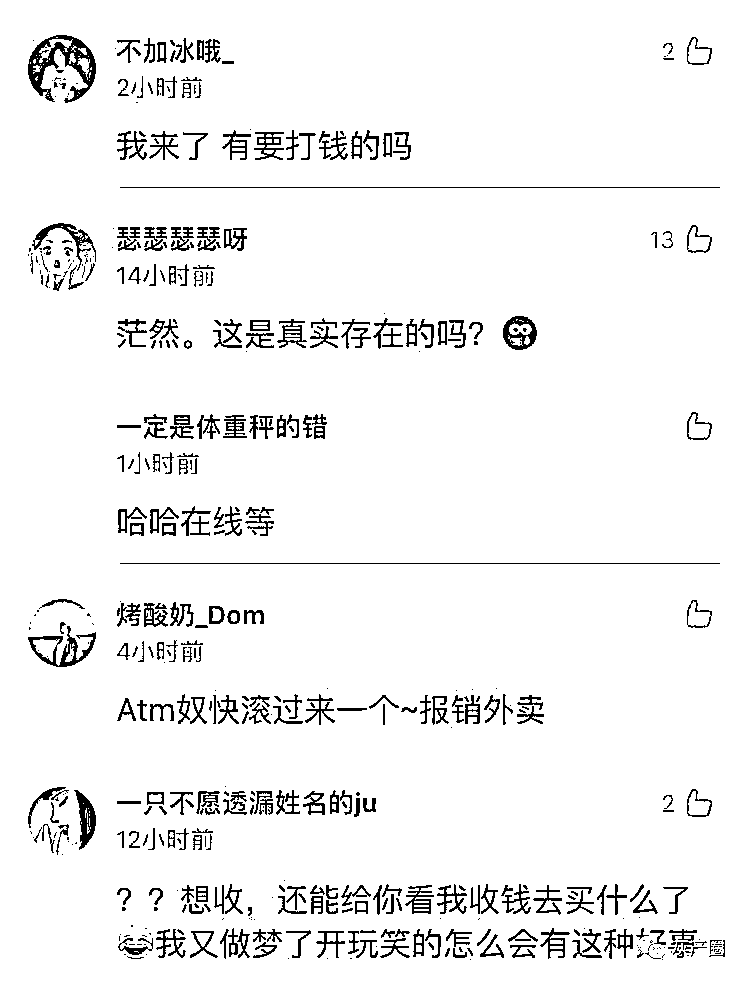 不加冰哦_
2
2小时前
我来了 有要打钱的吗
瑟瑟瑟瑟呀
13
14小时前
茫然。这是真实存在的吗？
一定是体重秤的错
1小时前
哈哈在线等
烤酸奶_Dom
4小时前
Atm奴快滚过来一个~报销外卖
一只不愿透漏姓名的ju
2
12小时前
？？想收，还能给你看我收钱去买什么了
我又做梦了开玩笑的怎么会有这种好事
产圈